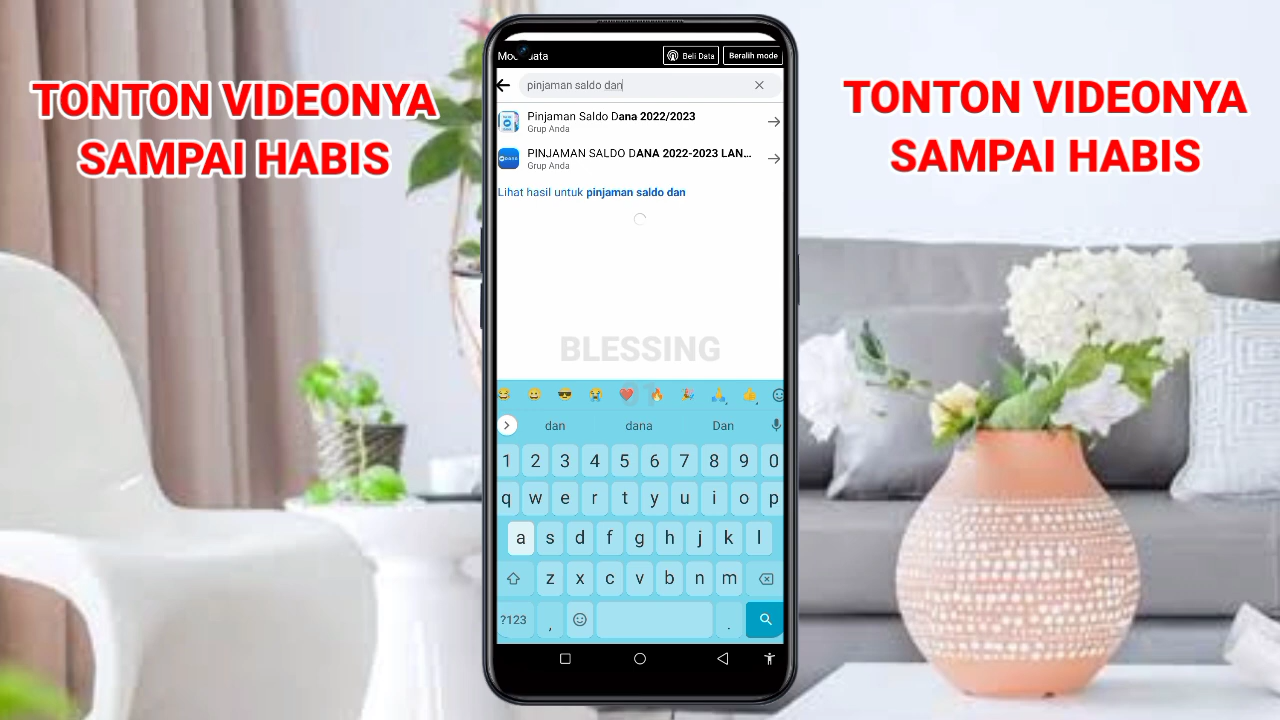 TONTON VIDEONYA
SAMPAI HABIS
Beli Data
Beralih mode
pinjaman saldo dan
Pinjaman Saldo Dana 2022/2023
Grup Anda
PINJAMAN SALDO DANA 2022-2023 LAN...
Grup Anda
Lihat hasil untuk pinjaman saldo dan
BLESSING
dan dana Dan
1 2 3 4 5 6 7 8 9 0
q w e r t y u i o p
a s d f g h j k l
z x c v b n m
?123 , .
TONTON VIDEONYA
SAMPAI HABIS